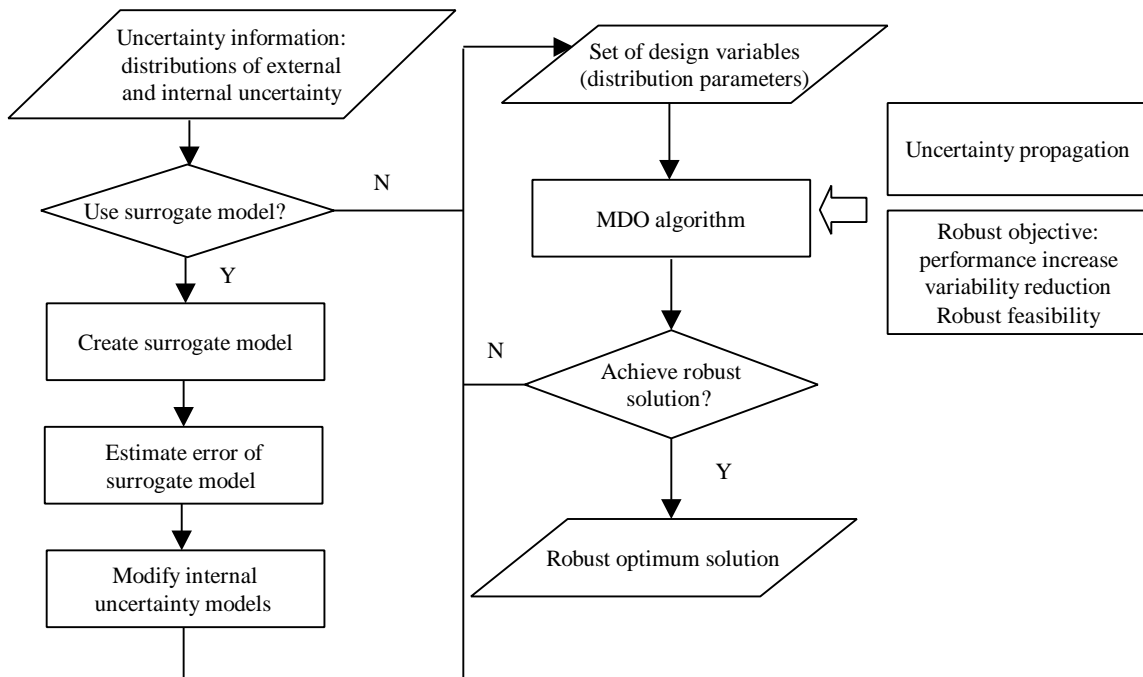 Uncertainty information:
distributions of external
and internal uncertainty
Use surrogate model?
N
Y
Create surrogate model
Estimate error of
surrogate model
Modify internal
uncertainty models
Set of design variables
(distribution parameters)
MDO algorithm
Uncertainty propagation
Robust objective:
performance increase
variability reduction
Robust feasibility
N
Achieve robust
solution?
Y
Robust optimum solution